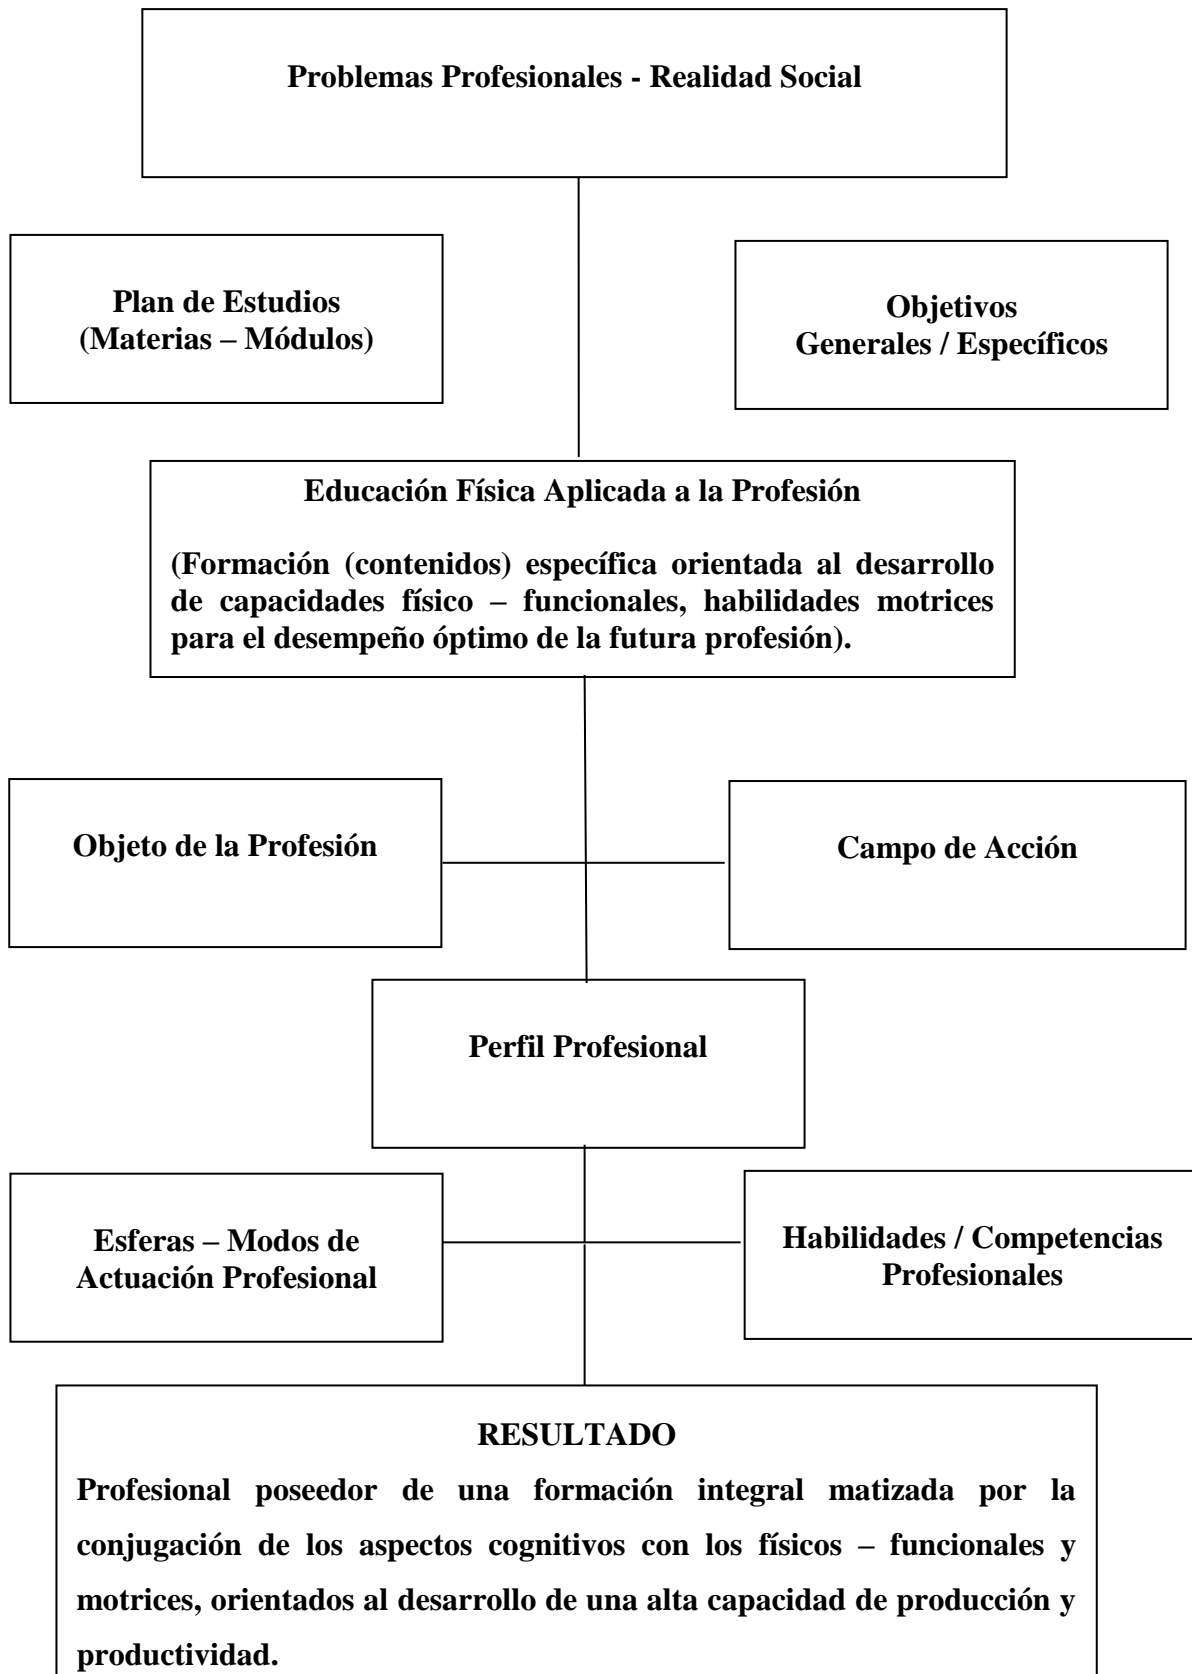 Problemas Profesionales - Realidad Social
Plan de Estudios
(Materias – Módulos)
Objetivos
Generales / Específicos
Educación Física Aplicada a la Profesión
(Formación (contenidos) específica orientada al desarrollo
de capacidades físico – funcionales, habilidades motrices
para el desempeño óptimo de la futura profesión).
Objeto de la Profesión
Campo de Acción
Perfil Profesional
Esferas – Modos de
Actuación Profesional
Habilidades / Competencias
Profesionales
RESULTADO
Profesional poseedor de una formación integral matizada por la
conjugación de los aspectos cognitivos con los físicos – funcionales y
motrices, orientados al desarrollo de una alta capacidad de producción y
productividad.